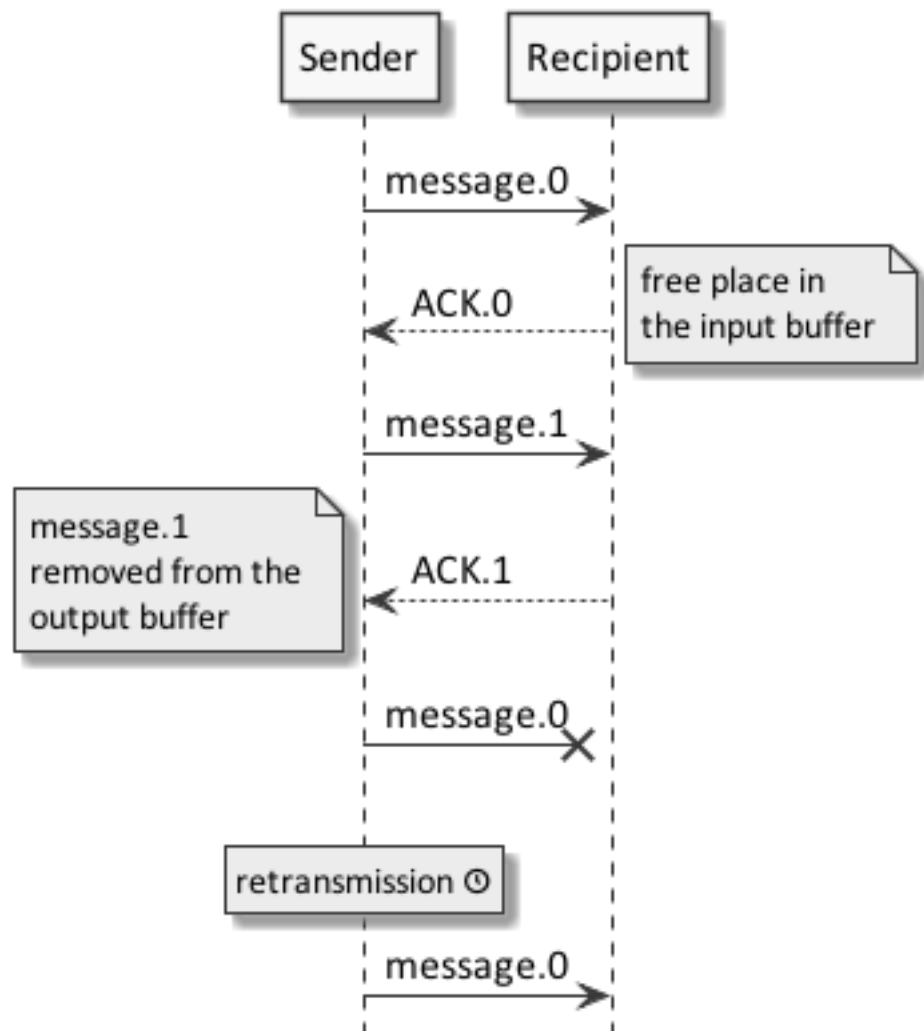 Sender
Recipient
message.0
free place in
the input buffer
ACK.0
message.1
message.1
removed from the
output buffer
ACK.1
message.0
retransmission
message.0